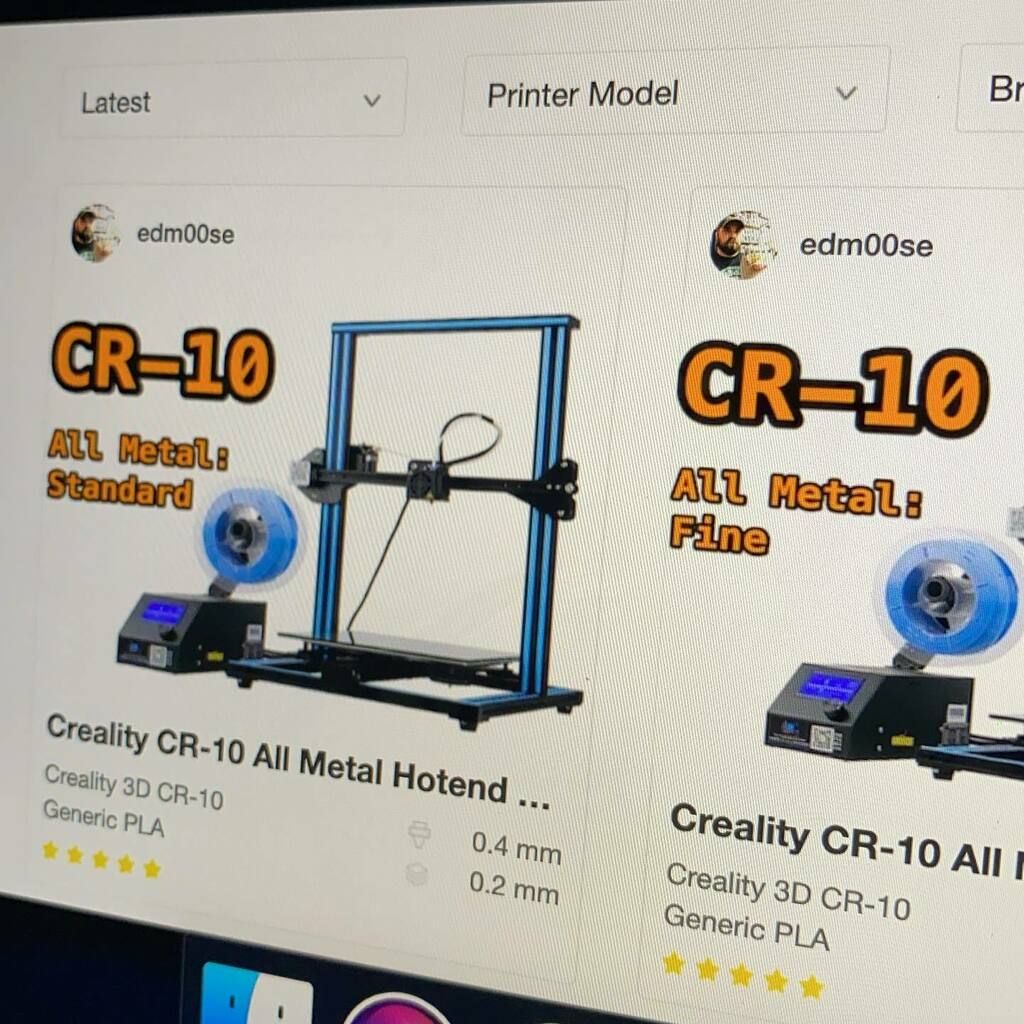 Latest
Printer Model
Br
edm00se
CR-10
All Metal:
Standard
Creality CR-10 All Metal Hotend ...
Creality 3D CR-10
Generic PLA
0.4 mm
0.2 mm
edm00se
CR-10
All Metal:
Fine
Creality CR-10 All
Creality 3D CR-10
Generic PLA